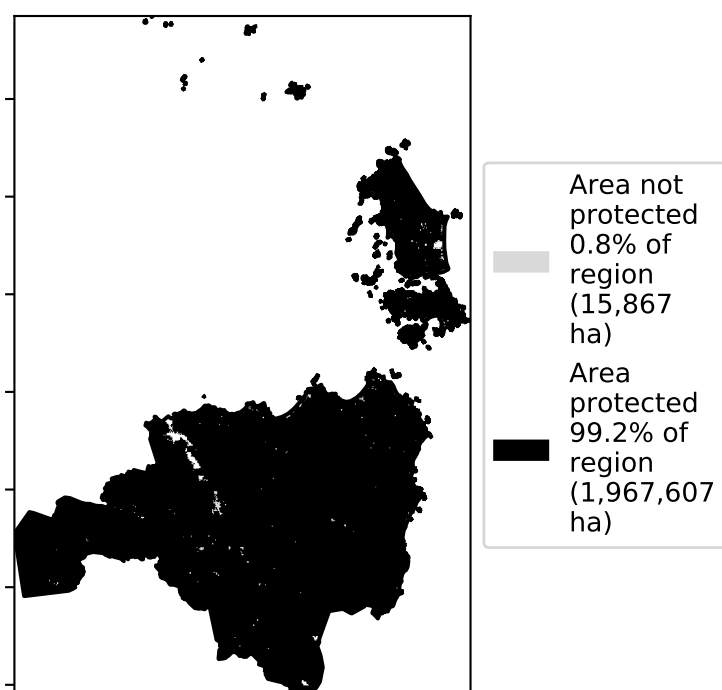 Area not
protected
0.8% of
region
(15,867
ha)
Area
protected
99.2% of
region
(1,967,607
ha)